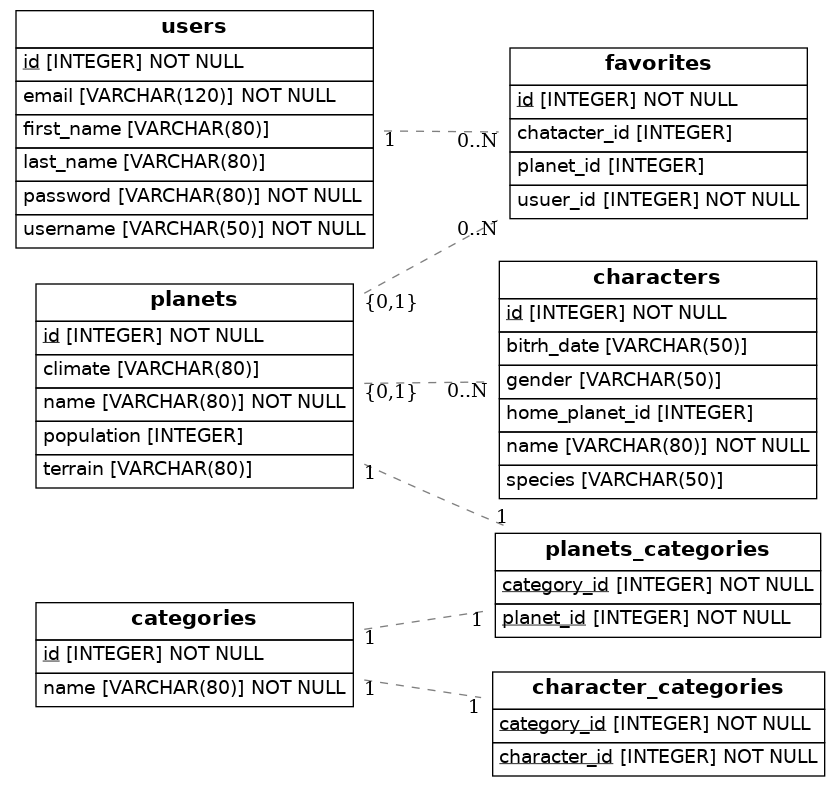 users
id [INTEGER] NOT NULL
email [VARCHAR(120)] NOT NULL
first_name [VARCHAR(80)]
last_name [VARCHAR(80)]
password [VARCHAR(80)] NOT NULL
username [VARCHAR(50)] NOT NULL
1
0..N
favorites
id [INTEGER] NOT NULL
chatacter_id [INTEGER]
planet_id [INTEGER]
usuer_id [INTEGER] NOT NULL
0..N
{0,1}
planets
id [INTEGER] NOT NULL
climate [VARCHAR(80)]
name [VARCHAR(80)] NOT NULL
population [INTEGER]
terrain [VARCHAR(80)]
{0,1}
0..N
characters
id [INTEGER] NOT NULL
bitrh_date [VARCHAR(50)]
gender [VARCHAR(50)]
home_planet_id [INTEGER]
name [VARCHAR(80)] NOT NULL
species [VARCHAR(50)]
1
1
planets_categories
category_id [INTEGER] NOT NULL
planet_id [INTEGER] NOT NULL
categories
id [INTEGER] NOT NULL
name [VARCHAR(80)] NOT NULL
1
1
1
1
character_categories
category_id [INTEGER] NOT NULL
character_id [INTEGER] NOT NULL